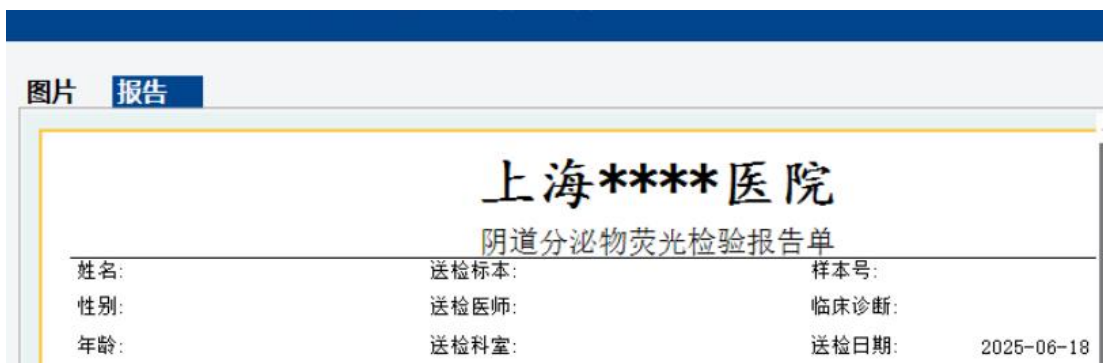 图片 报告
上海****医院
阴道分泌物荧光检验报告单
姓名: 送检标本: 样本号:
性别: 送检医师: 临床诊断:
年龄: 送检科室: 送检日期: 2025-06-18